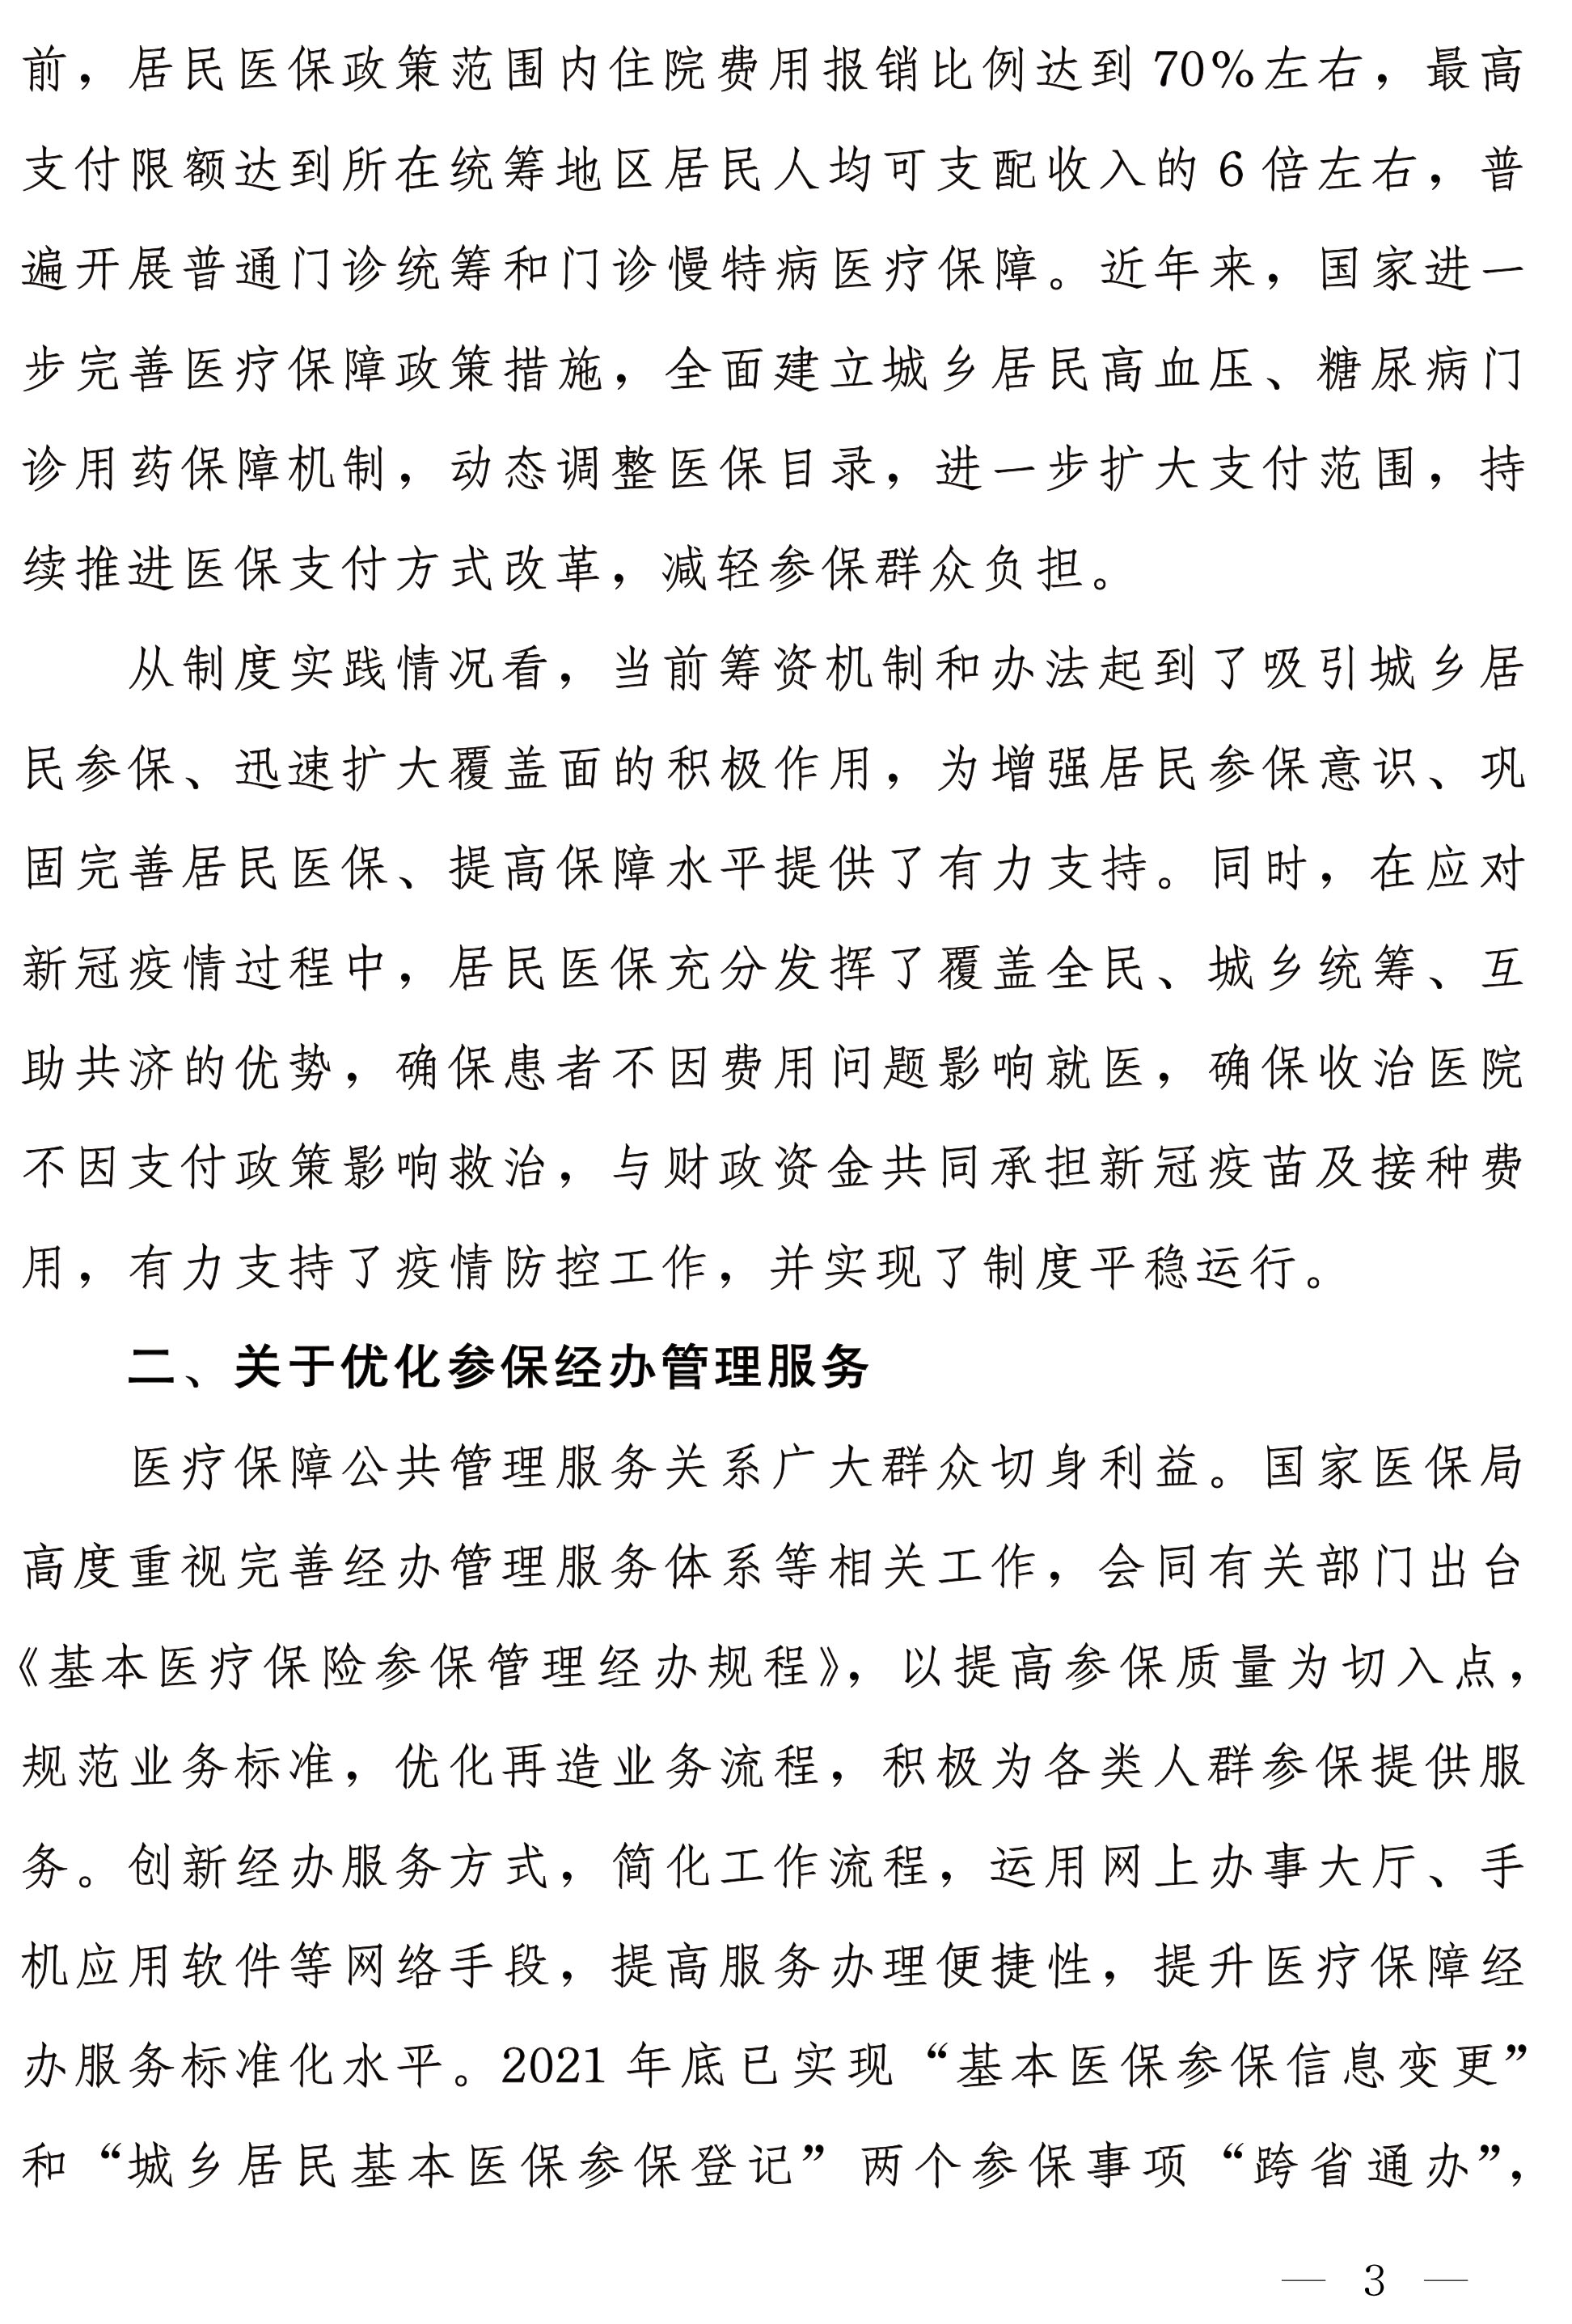 前，居民医保政策范围内住院费用报销比例达到 70%左右，最高
支付限额达到所在统筹地区居民人均可支配收入的 6 倍左右，普
遍开展普通门诊统筹和门诊慢特病医疗保障。近年来，国家进一
步完善医疗保障政策措施，全面建立城乡居民高血压、糖尿病门
诊用药保障机制，动态调整医保目录，进一步扩大支付范围，持
续推进医保支付方式改革，减轻参保群众负担。
从制度实践情况看，当前筹资机制和办法起到了吸引城乡居
民参保、迅速扩大覆盖面的积极作用，为增强居民参保意识、巩
固完善居民医保、提高保障水平提供了有力支持。同时，在应对
新冠疫情过程中，居民医保充分发挥了覆盖全民、城乡统筹、互
助共济的优势，确保患者不因费用问题影响就医，确保收治医院
不因支付政策影响救治，与财政资金共同承担新冠疫苗及接种费
用，有力支持了疫情防控工作，并实现了制度平稳运行。
二、关于优化参保经办管理服务
医疗保障公共管理服务关系广大群众切身利益。国家医保局
高度重视完善经办管理服务体系等相关工作，会同有关部门出台
《基本医疗保险参保管理经办规程》，以提高参保质量为切入点，
规范业务标准，优化再造业务流程，积极为各类人群参保提供服
务。创新经办服务方式，简化工作流程，运用网上办事大厅、手
机应用软件等网络手段，提高服务办理便捷性，提升医疗保障经
办服务标准化水平。2021 年底已实现“基本医保参保信息变更”
和“城乡居民基本医保参保登记”两个参保事项“跨省通办”，
— 3 —